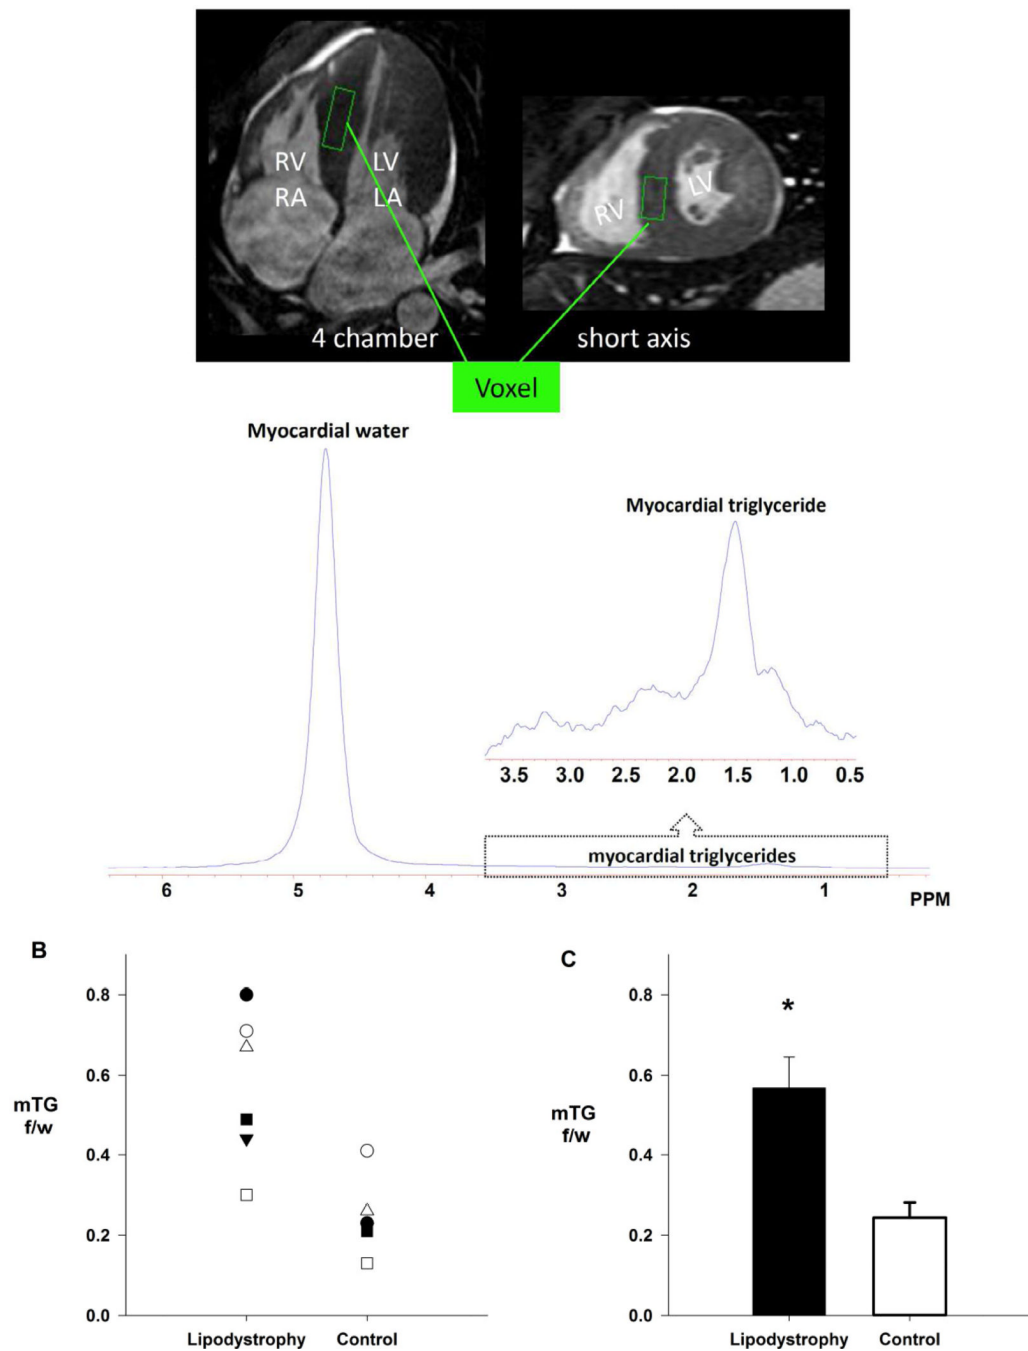 RV LV
RA LA
RV LV
4 chamber short axis
Voxel
Myocardial water
Myocardial triglyceride
3.5 3.0 2.5 2.0 1.5 1.0 0.5
myocardial triglycerides
6 5 4 3 2 1
PPM
B
0.8
0.6
mTG
f/w
0.4
0.2
0.0
Lipodystrophy Control
C
0.8
*
0.6
mTG
f/w
0.4
0.2
0.0
Lipodystrophy Control